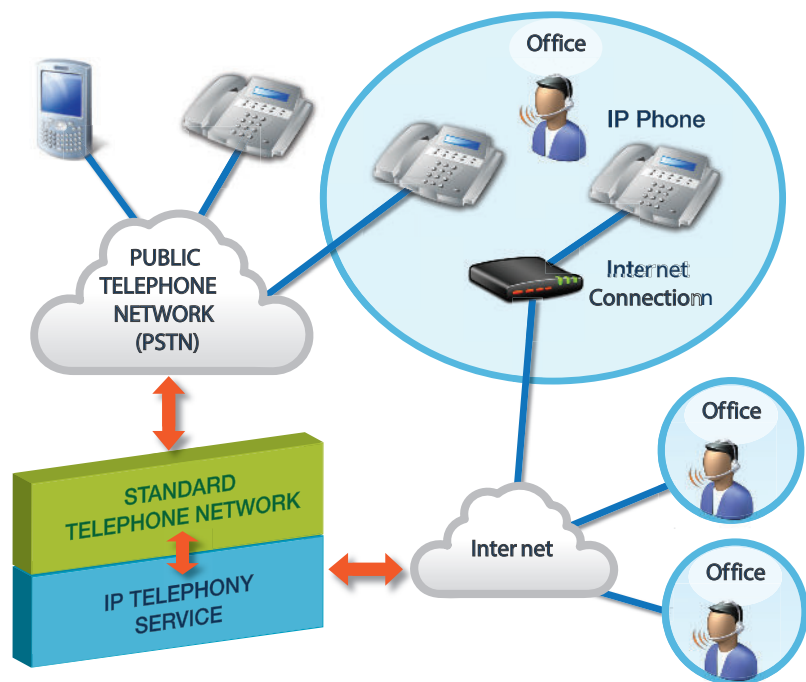 Office
IP Phone
Internet
Connection
PUBLIC
TELEPHONE
NETWORK
(PSTN)
STANDARD
TELEPHONE NETWORK
IP TELEPHONY
SERVICE
Internet
Office
Office